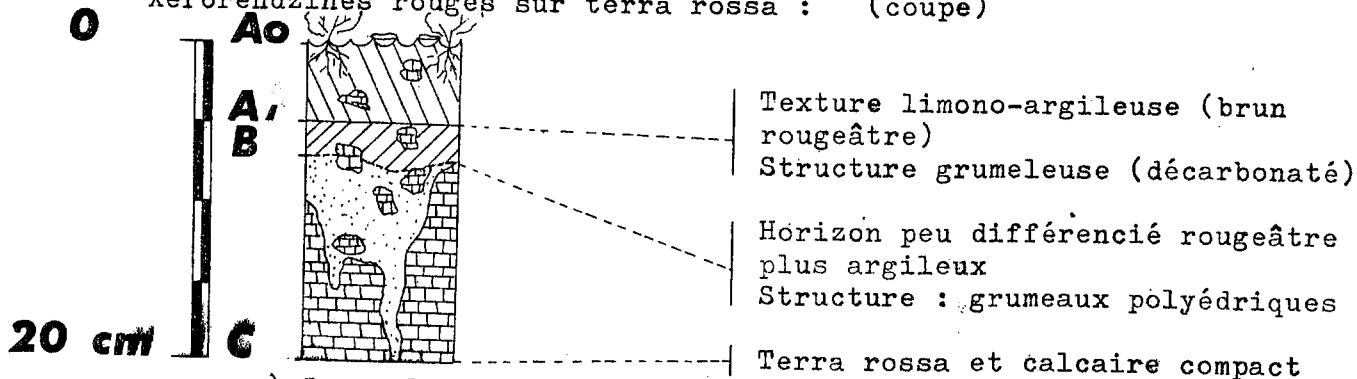 Xérorendzines rouges sur terra rossa : (coupe)
0
Ao
A₁
B
20 cm
C
Texture limono-argileuse (brun
rougeâtre)
Structure grumeleuse (décarbonaté)
Horizon peu différencié rougeâtre
plus argileux
Structure : grumeaux polyédriques
Terra rossa et calcaire compact